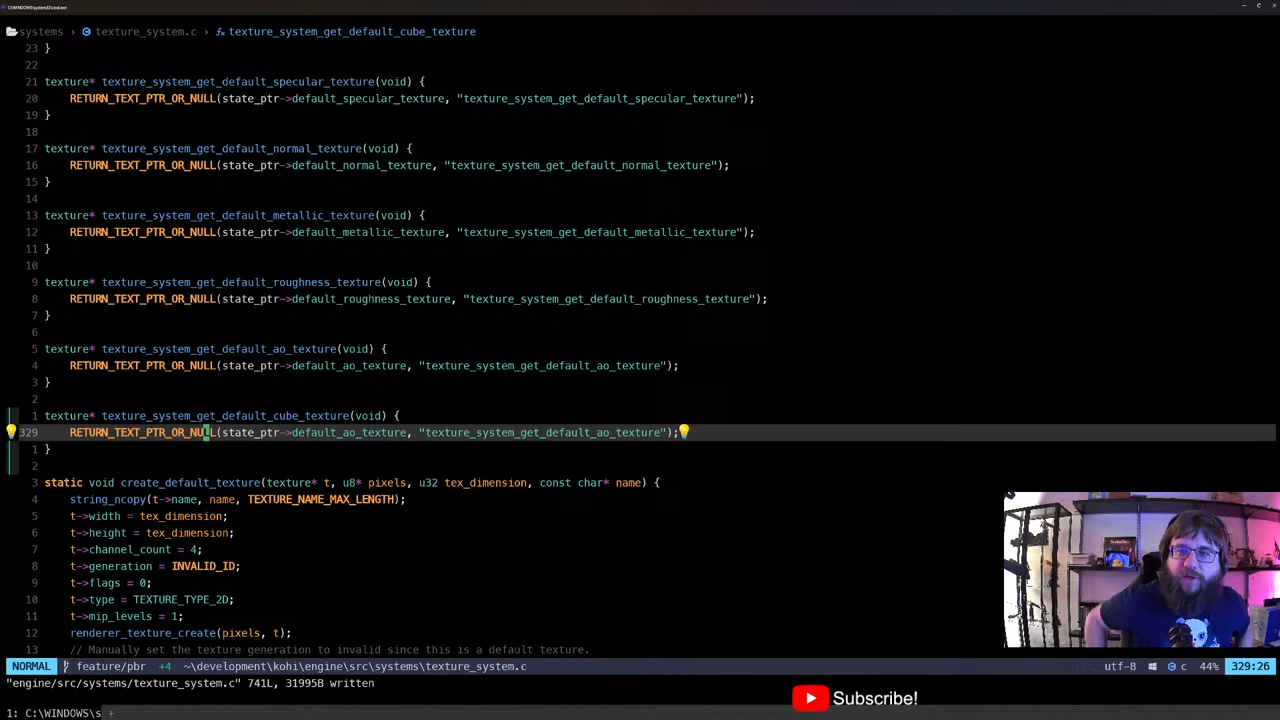 C:\WINDOWS\system32\cmd.exe
systems > texture_system.c > texture_system_get_default_cube_texture
23 }
22
21 texture* texture_system_get_default_specular_texture(void) {
20 RETURN_TEXT_PTR_OR_NULL(state_ptr->default_specular_texture, "texture_system_get_default_specular_texture");
19 }
18
17 texture* texture_system_get_default_normal_texture(void) {
16 RETURN_TEXT_PTR_OR_NULL(state_ptr->default_normal_texture, "texture_system_get_default_normal_texture");
15 }
14
13 texture* texture_system_get_default_metallic_texture(void) {
12 RETURN_TEXT_PTR_OR_NULL(state_ptr->default_metallic_texture, "texture_system_get_default_metallic_texture");
11 }
10
9 texture* texture_system_get_default_roughness_texture(void) {
8 RETURN_TEXT_PTR_OR_NULL(state_ptr->default_roughness_texture, "texture_system_get_default_roughness_texture");
7 }
6
5 texture* texture_system_get_default_ao_texture(void) {
4 RETURN_TEXT_PTR_OR_NULL(state_ptr->default_ao_texture, "texture_system_get_default_ao_texture");
3 }
2
1 texture* texture_system_get_default_cube_texture(void) {
329 RETURN_TEXT_PTR_OR_NULL(state_ptr->default_ao_texture, "texture_system_get_default_ao_texture");
1 }
2
3 static void create_default_texture(texture* t, u8* pixels, u32 tex_dimension, const char* name) {
4 string_ncopy(t->name, name, TEXTURE_NAME_MAX_LENGTH);
5 t->width = tex_dimension;
6 t->height = tex_dimension;
7 t->channel_count = 4;
8 t->generation = INVALID_ID;
9 t->flags = 0;
10 t->type = TEXTURE_TYPE_2D;
11 t->mip_levels = 1;
12 renderer_texture_create(pixels, t);
13 // Manually set the texture generation to invalid since this is a default texture.
NORMAL feature/pbr +4 ~\development\kohi\engine\src\systems\texture_system.c utf-8 c 44% 329:26
"engine/src/systems/texture_system.c" 741L, 31995B written
Subscribe!
1: C:\WINDOWS\s +